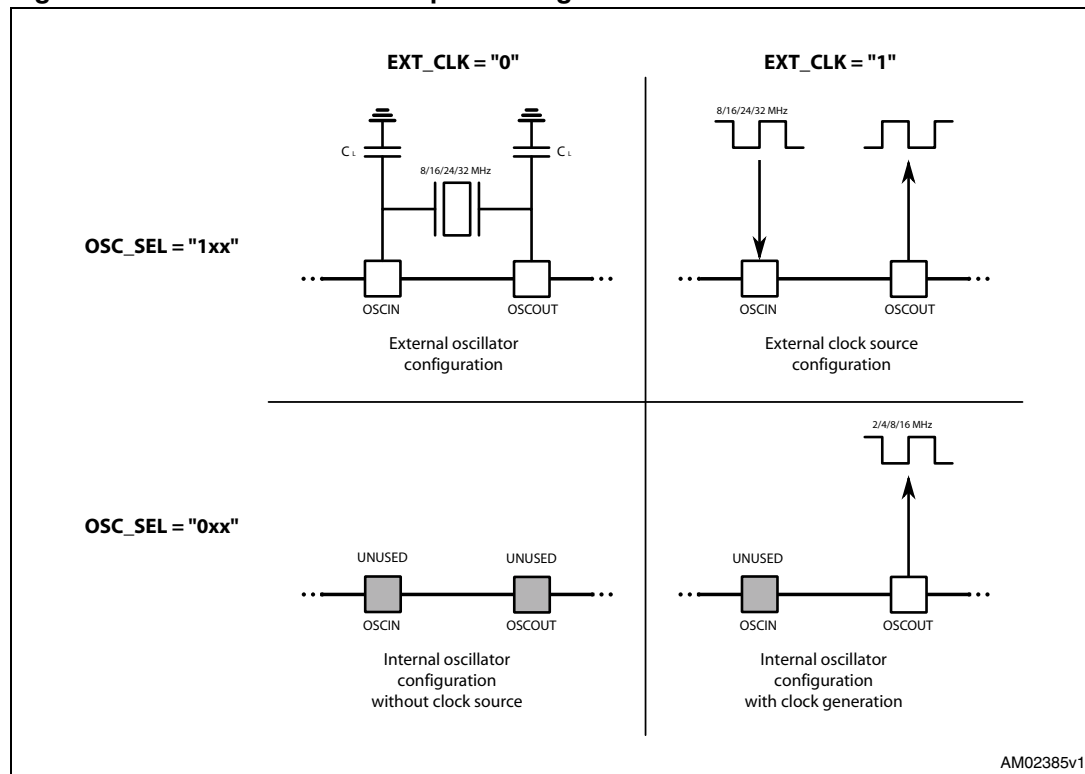 EXT_CLK = "0"
EXT_CLK = "1"
8/16/24/32 MHz
C L
C L
8/16/24/32 MHz
OSC_SEL = "1xx"
OSCIN
OSCOUT
OSCIN
OSCOUT
External oscillator
configuration
External clock source
configuration
2/4/8/16 MHz
OSC_SEL = "0xx"
UNUSED
UNUSED
UNUSED
OSCIN
OSCOUT
OSCIN
OSCOUT
Internal oscillator
configuration
without clock source
Internal oscillator
configuration
with clock generation
AM02385v1